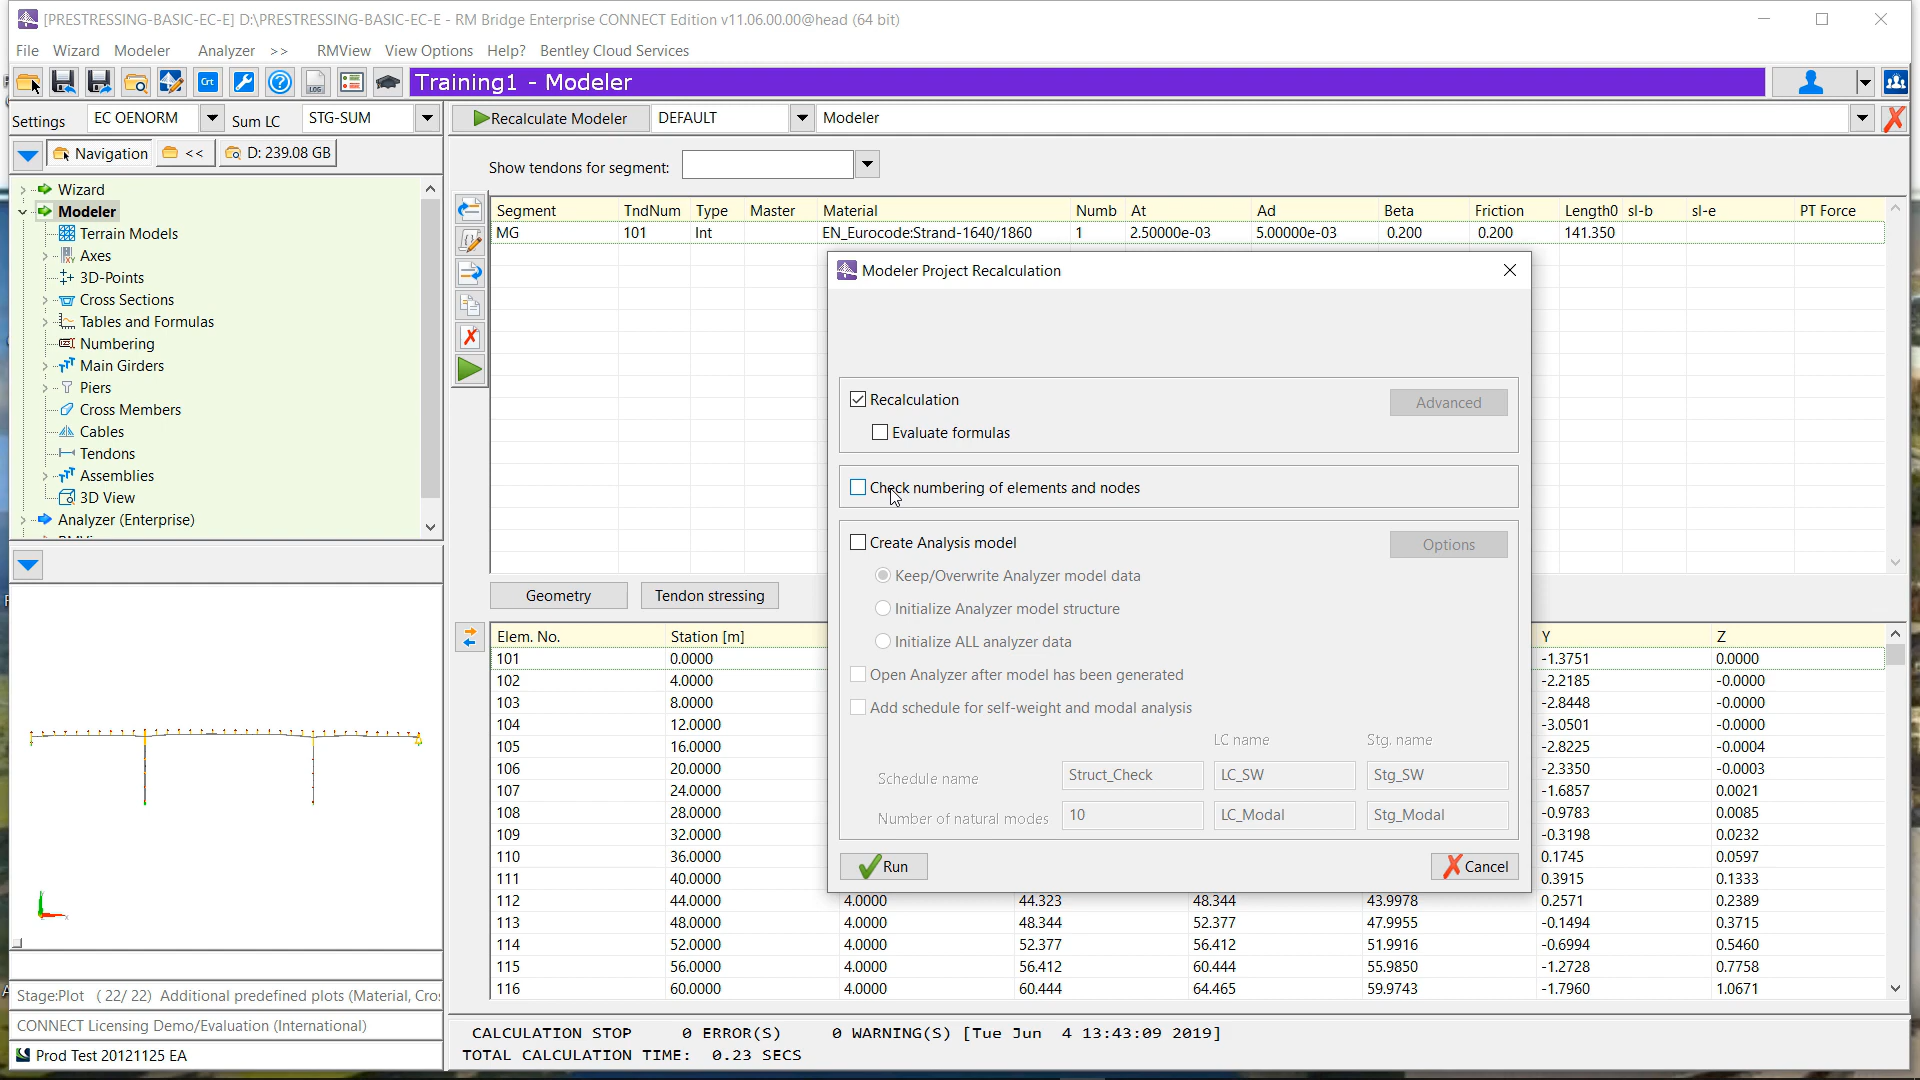 [PRESTRESSING-BASIC-EC-E] D:\PRESTRESSING-BASIC-EC-E - RM Bridge Enterprise CONNECT Edition v11.06.00.00@head (64 bit)
File Wizard Modeler Analyzer >> RMView View Options Help? Bentley Cloud Services
Crt LOG Training1 - Modeler
Settings EC OENORM Sum LC STG-SUM Recalculate Modeler DEFAULT Modeler
Navigation << D: 239.08 GB
Show tendons for segment:
Wizard
Modeler
Terrain Models
Axes
3D-Points
Cross Sections
Tables and Formulas
Numbering
Main Girders
Piers
Cross Members
Cables
Tendons
Assemblies
3D View
Analyzer (Enterprise)
Segment TndNum Type Master Material Numb At Ad Beta Friction Length0 sl-b sl-e PT Force
MG 101 Int EN_Eurocode:Strand-1640/1860 1 2.50000e-03 5.00000e-03 0.200 0.200 141.350
Modeler Project Recalculation
Recalculation Advanced
Evaluate formulas
Check numbering of elements and nodes
Create Analysis model Options
Keep/Overwrite Analyzer model data
Initialize Analyzer model structure
Initialize ALL analyzer data
Open Analyzer after model has been generated
Add schedule for self-weight and modal analysis
LC name Stg. name
Schedule name Struct_Check LC_SW Stg_SW
Number of natural modes 10 LC_Modal Stg_Modal
Run Cancel
Geometry Tendon stressing
Elem. No. Station [m] Y Z
101 0.0000 -1.3751 0.0000
102 4.0000 -2.2185 -0.0000
103 8.0000 -2.8448 -0.0000
104 12.0000 -3.0501 -0.0000
105 16.0000 -2.8225 -0.0004
106 20.0000 -2.3350 -0.0003
107 24.0000 -1.6857 0.0021
108 28.0000 -0.9783 0.0085
109 32.0000 -0.3198 0.0232
110 36.0000 0.1745 0.0597
111 40.0000 0.3915 0.1333
112 44.0000 4.0000 44.323 48.344 43.9978 0.2571 0.2389
113 48.0000 4.0000 48.344 52.377 47.9955 -0.1494 0.3715
114 52.0000 4.0000 52.377 56.412 51.9916 -0.6994 0.5460
115 56.0000 4.0000 56.412 60.444 55.9850 -1.2728 0.7758
116 60.0000 4.0000 60.444 64.465 59.9743 -1.7960 1.0671
Stage:Plot ( 22/ 22) Additional predefined plots (Material, Cro
CONNECT Licensing Demo/Evaluation (International)
Prod Test 20121125 EA
CALCULATION STOP 0 ERROR(S) 0 WARNING(S) [Tue Jun 4 13:43:09 2019]
TOTAL CALCULATION TIME: 0.23 SECS